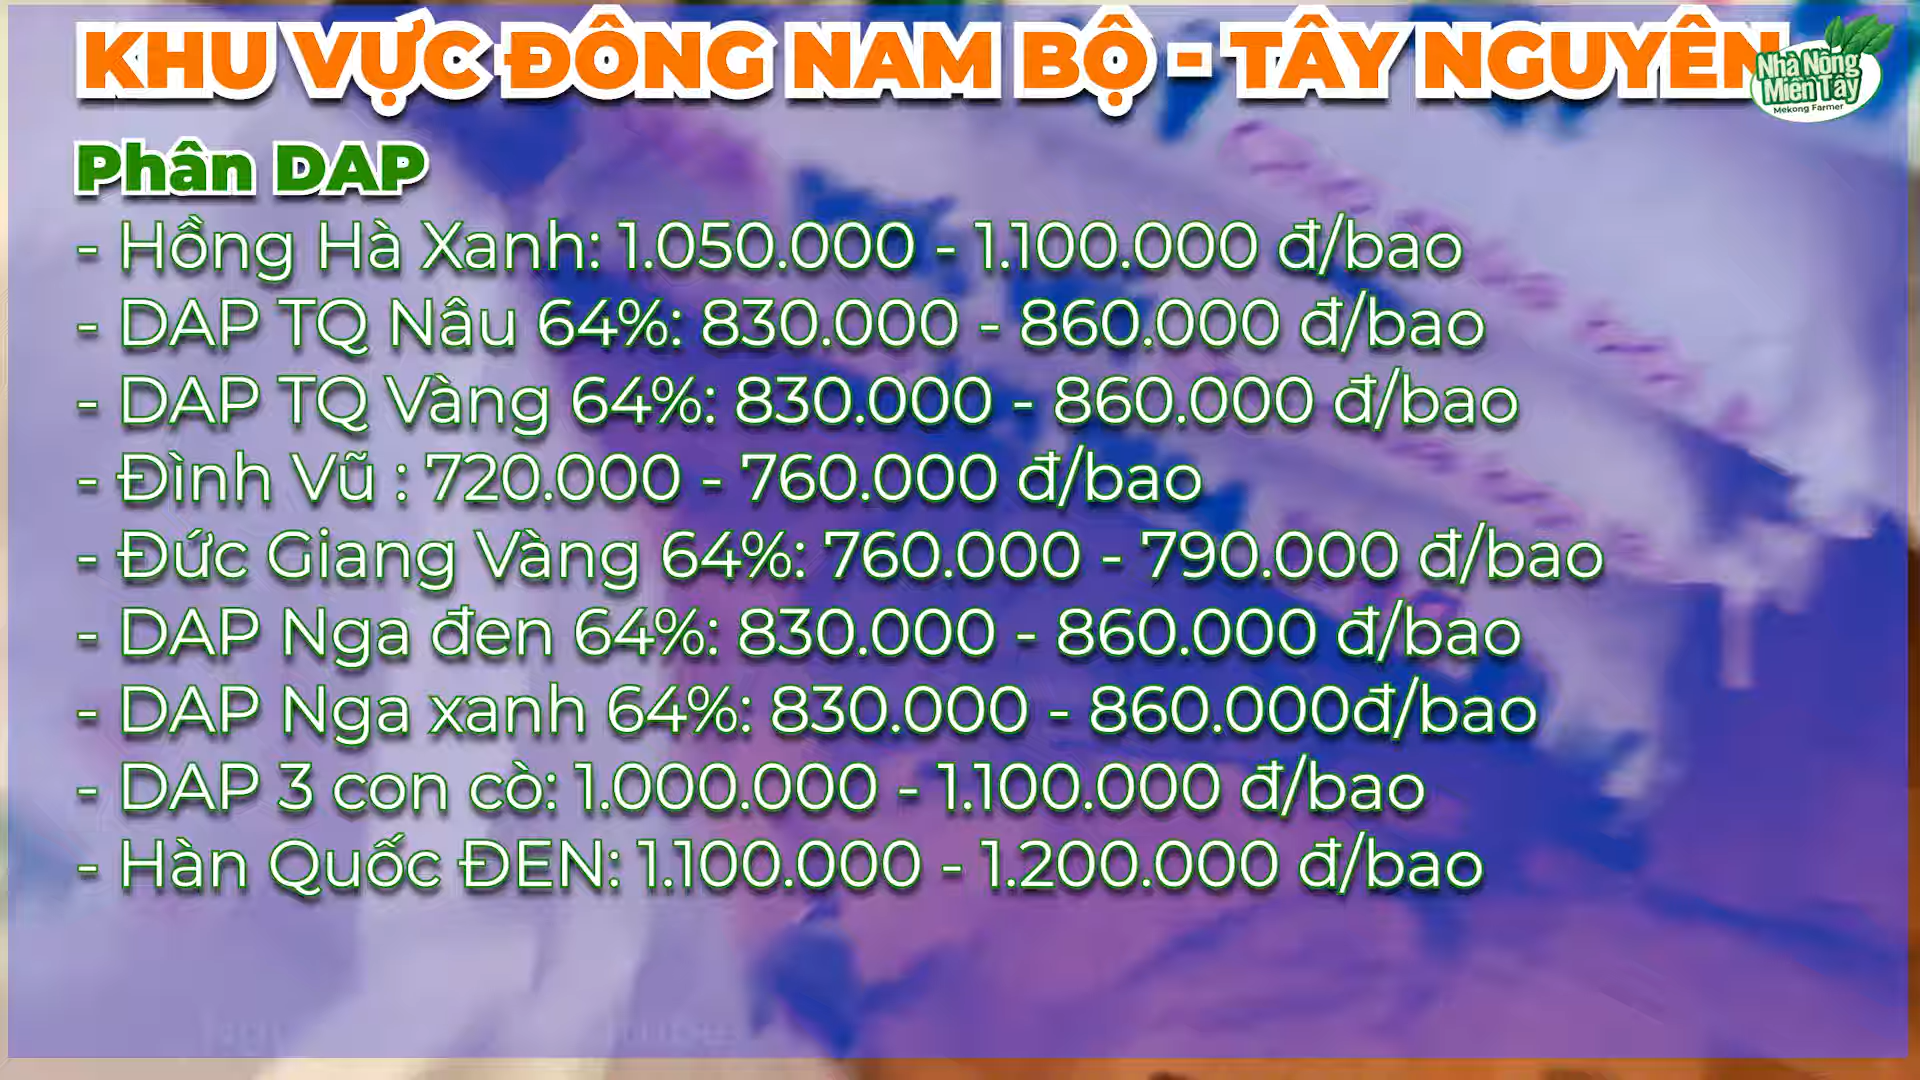 KHU VỰC ĐÔNG NAM BỘ - TÂY NGUYÊN
Nhà Nông
Miền Tây
Mekong Farmer
Phân DAP
- Hồng Hà Xanh: 1.050.000 - 1.100.000 đ/bao
- DAP TQ Nâu 64%: 830.000 - 860.000 đ/bao
- DAP TQ Vàng 64%: 830.000 - 860.000 đ/bao
- Đình Vũ : 720.000 - 760.000 đ/bao
- Đức Giang Vàng 64%: 760.000 - 790.000 đ/bao
- DAP Nga đen 64%: 830.000 - 860.000 đ/bao
- DAP Nga xanh 64%: 830.000 - 860.000đ/bao
- DAP 3 con cò: 1.000.000 - 1.100.000 đ/bao
- Hàn Quốc ĐEN: 1.100.000 - 1.200.000 đ/bao